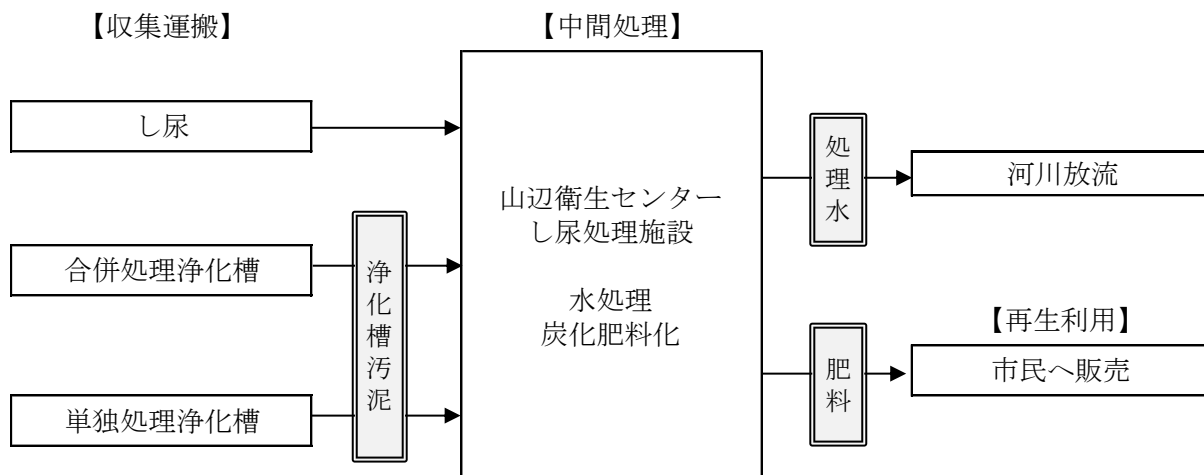 【収集運搬】
【中間処理】
し尿
合併処理浄化槽
単独処理浄化槽
浄化槽汚泥
山辺衛生センター
し尿処理施設
水処理
炭化肥料化
処理水
河川放流
【再生利用】
肥料
市民へ販売